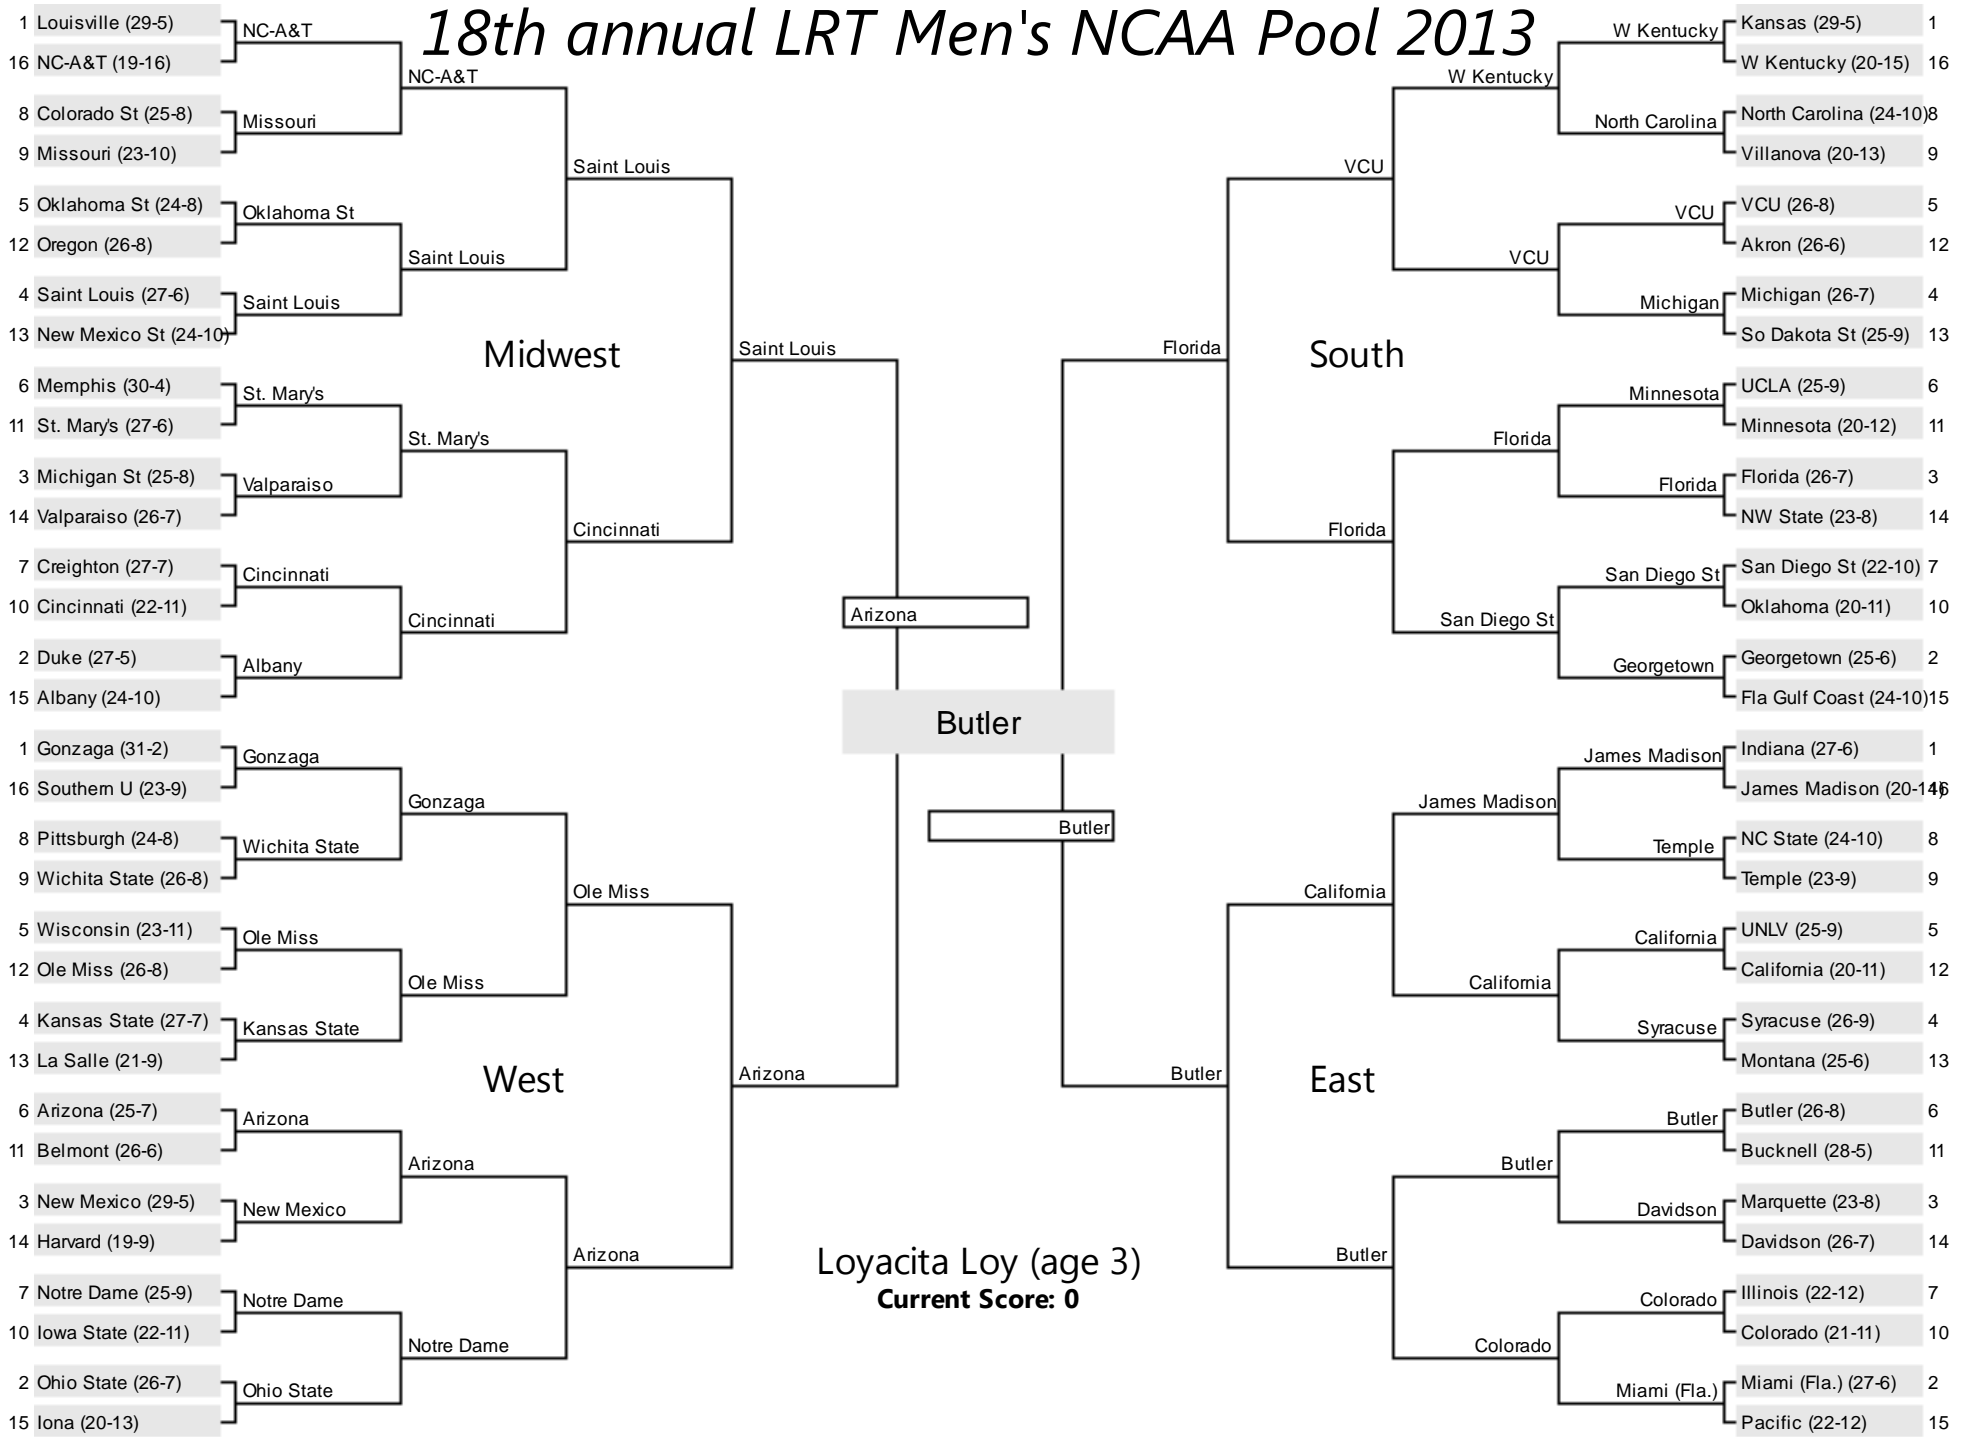 18th annual LRT Men's NCAA Pool 2013
1 Louisville (29-5)
16 NC-A&T (19-16)
8 Colorado St (25-8)
9 Missouri (23-10)
5 Oklahoma St (24-8)
12 Oregon (26-8)
4 Saint Louis (27-6)
13 New Mexico St (24-10)
6 Memphis (30-4)
11 St. Mary's (27-6)
3 Michigan St (25-8)
14 Valparaiso (26-7)
7 Creighton (27-7)
10 Cincinnati (22-11)
2 Duke (27-5)
15 Albany (24-10)
NC-A&T
Missouri
Oklahoma St
Saint Louis
St. Mary's
Valparaiso
Cincinnati
Albany
NC-A&T
Saint Louis
St. Mary's
Cincinnati
Saint Louis
Cincinnati
Midwest
Saint Louis
1 Gonzaga (31-2)
16 Southern U (23-9)
8 Pittsburgh (24-8)
9 Wichita State (26-8)
5 Wisconsin (23-11)
12 Ole Miss (26-8)
4 Kansas State (27-7)
13 La Salle (21-9)
6 Arizona (25-7)
11 Belmont (26-6)
3 New Mexico (29-5)
14 Harvard (19-9)
7 Notre Dame (25-9)
10 Iowa State (22-11)
2 Ohio State (26-7)
15 Iona (20-13)
Gonzaga
Wichita State
Ole Miss
Kansas State
Arizona
New Mexico
Notre Dame
Ohio State
Gonzaga
Ole Miss
Arizona
Notre Dame
Ole Miss
Arizona
West
Arizona
Arizona
Butler
Butler
Loyacita Loy (age 3)
Current Score: 0
Kansas (29-5) 1
W Kentucky (20-15) 16
North Carolina (24-10) 8
Villanova (20-13) 9
VCU (26-8) 5
Akron (26-6) 12
Michigan (26-7) 4
So Dakota St (25-9) 13
UCLA (25-9) 6
Minnesota (20-12) 11
Florida (26-7) 3
NW State (23-8) 14
San Diego St (22-10) 7
Oklahoma (20-11) 10
Georgetown (25-6) 2
Fla Gulf Coast (24-10) 15
W Kentucky
North Carolina
VCU
Michigan
Minnesota
Florida
San Diego St
Georgetown
W Kentucky
VCU
Florida
San Diego St
VCU
Florida
South
Florida
Indiana (27-6) 1
James Madison (20-14) 16
NC State (24-10) 8
Temple (23-9) 9
UNLV (25-9) 5
California (20-11) 12
Syracuse (26-9) 4
Montana (25-6) 13
Butler (26-8) 6
Bucknell (28-5) 11
Marquette (23-8) 3
Davidson (26-7) 14
Illinois (22-12) 7
Colorado (21-11) 10
Miami (Fla.) (27-6) 2
Pacific (22-12) 15
James Madison
Temple
California
Syracuse
Butler
Davidson
Colorado
Miami (Fla.)
James Madison
California
Butler
Colorado
California
Butler
East
Butler